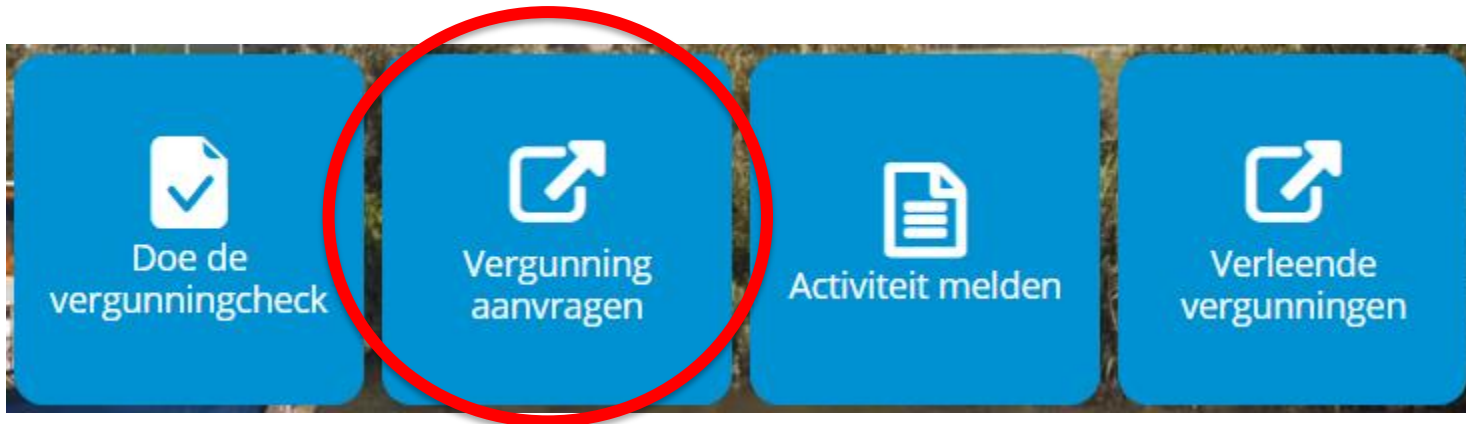 Doe de
vergunningcheck
Vergunning
aanvragen
Activiteit melden
Verleende
vergunningen